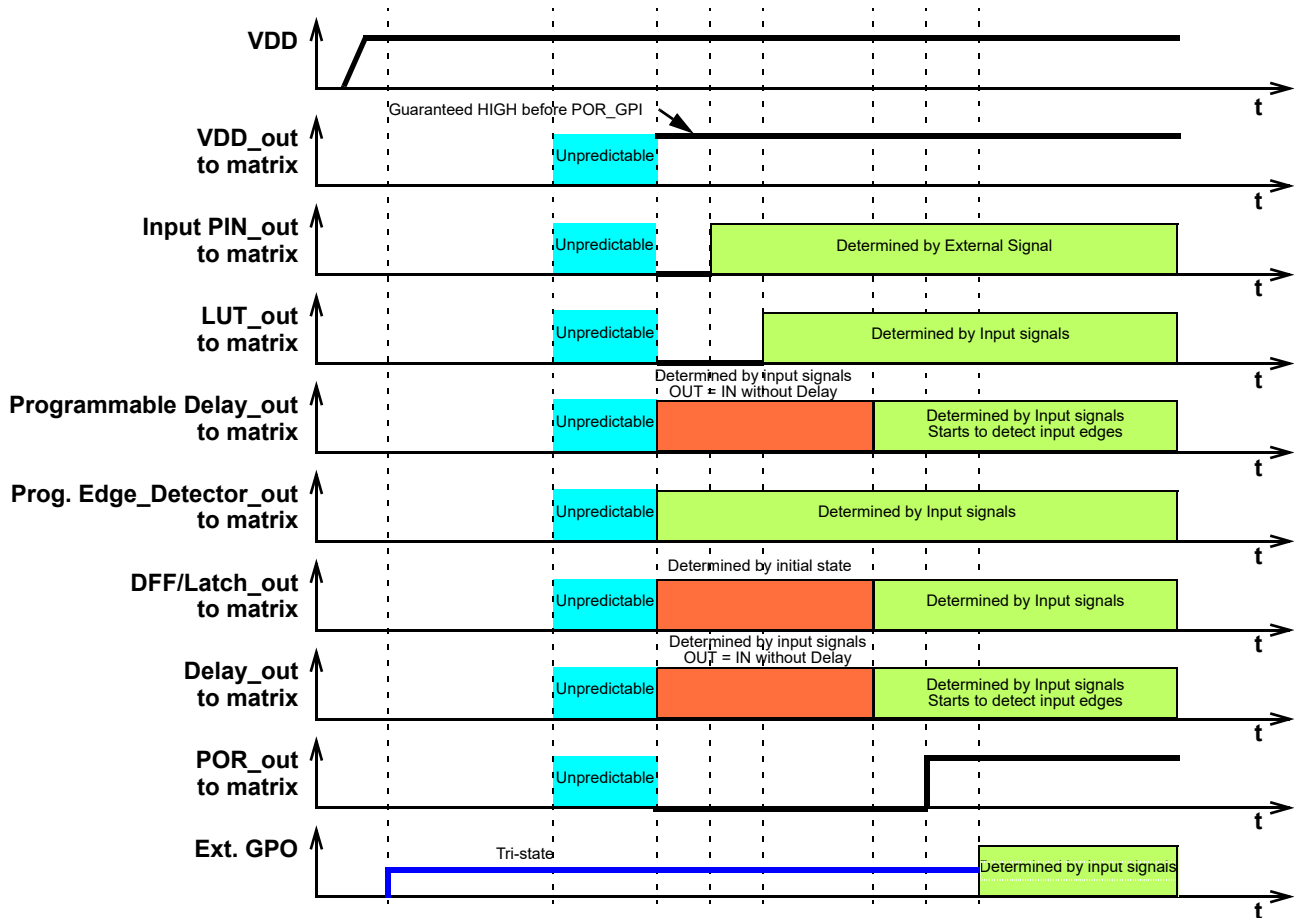 VDD
t
Guaranteed HIGH before POR_GPI
VDD_out
to matrix
Unpredictable
t
Input PIN_out
to matrix
Unpredictable
Determined by External Signal
t
LUT_out
to matrix
Unpredictable
Determined by Input signals
t
Determined by input signals
OUT = IN without Delay
Programmable Delay_out
to matrix
Unpredictable
Determined by Input signals
Starts to detect input edges
t
Prog. Edge_Detector_out
to matrix
Unpredictable
Determined by Input signals
t
Determined by initial state
DFF/Latch_out
to matrix
Unpredictable
Determined by Input signals
t
Determined by input signals
OUT = IN without Delay
Delay_out
to matrix
Unpredictable
Determined by Input signals
Starts to detect input edges
t
POR_out
to matrix
Unpredictable
t
Ext. GPO
Tri-state
Determined by input signals
t